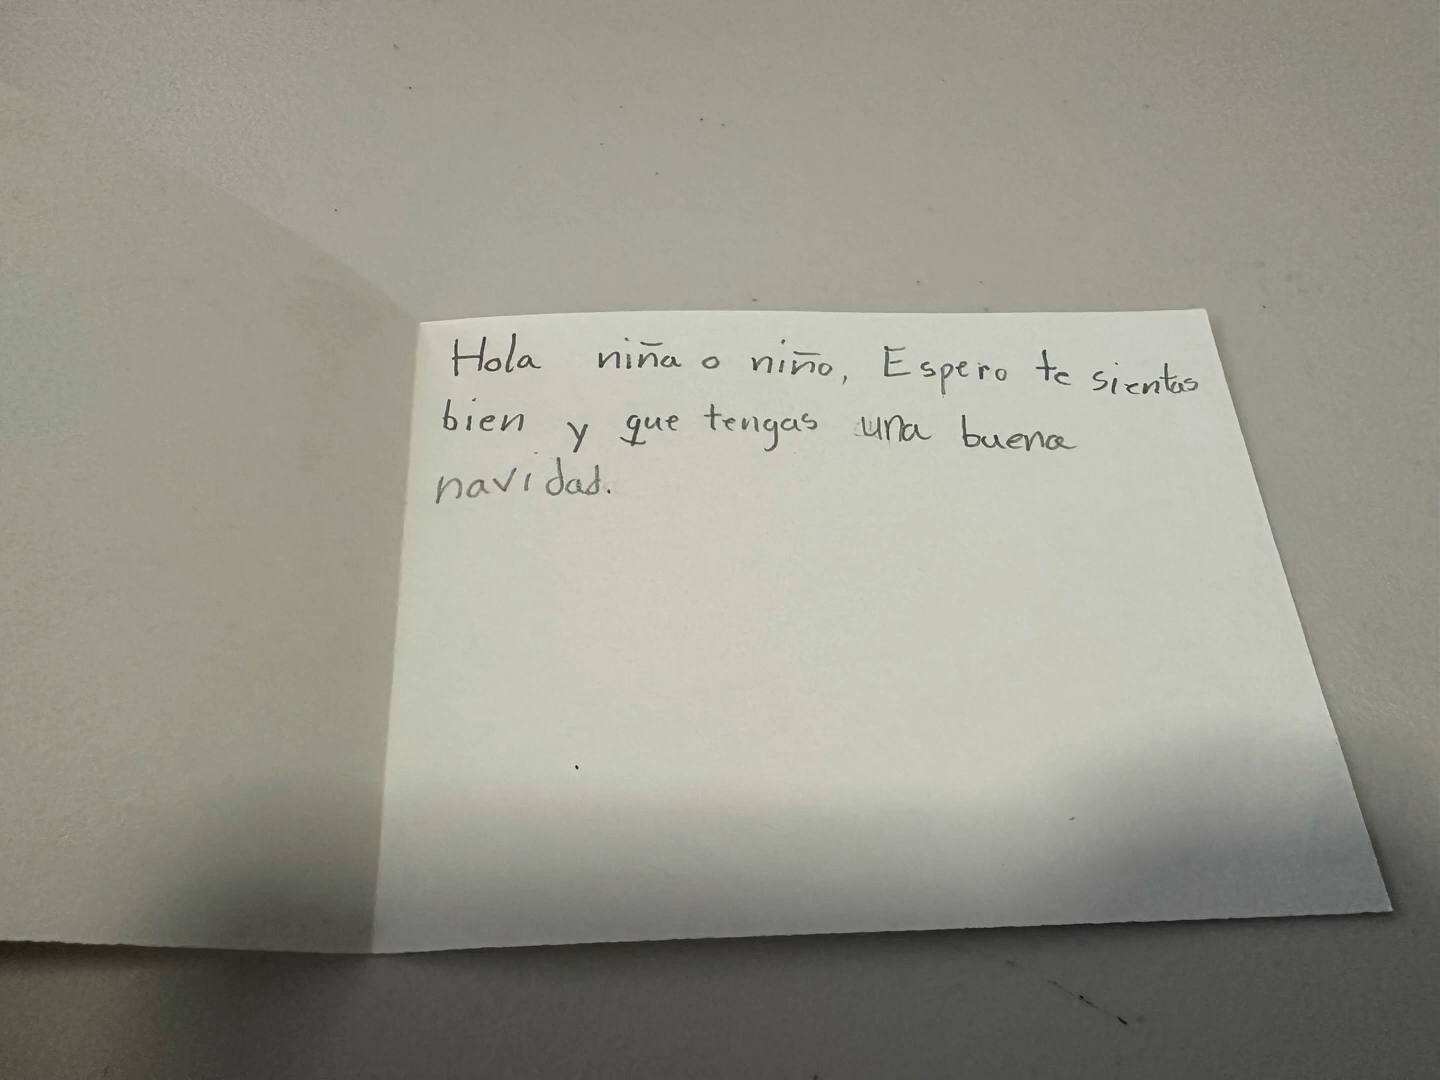 Hola niña o niño, Espero te sientas
bien y que tengas una buena
navidad.